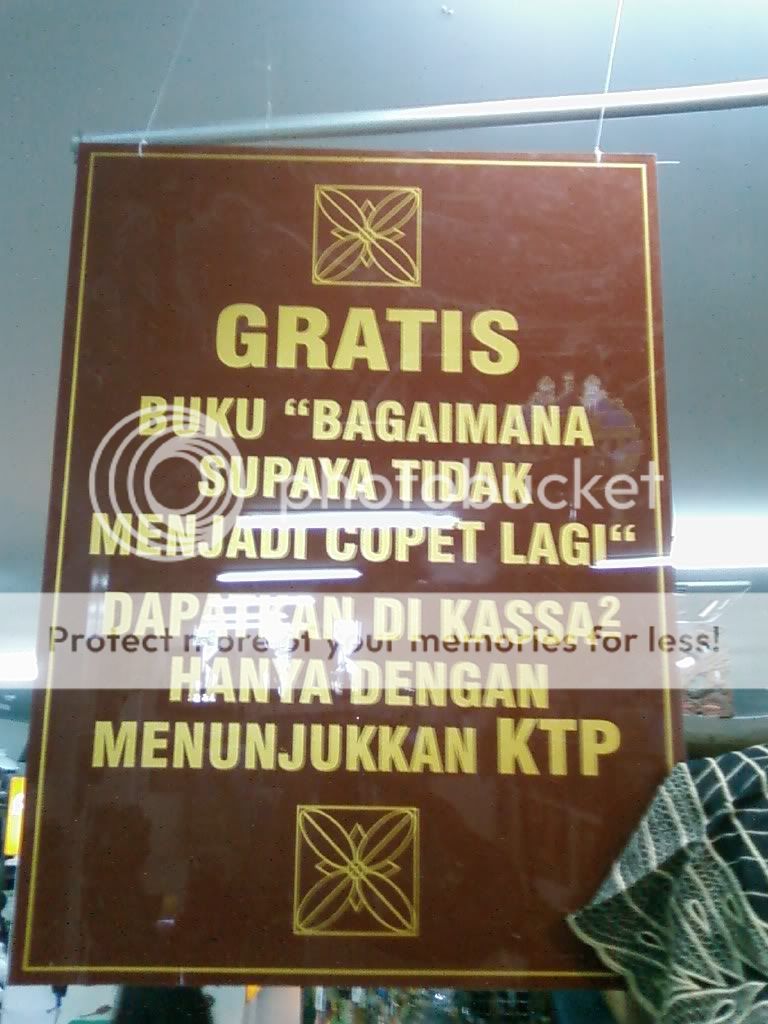 GRATIS
BUKU “BAGAIMANA
SUPAYA TIDAK
MENJADI COPET LAGI“
DAPATKAN DI KASSA²
HANYA DENGAN
MENUNJUKKAN KTP
photobucket
Protect more of your memories for less!